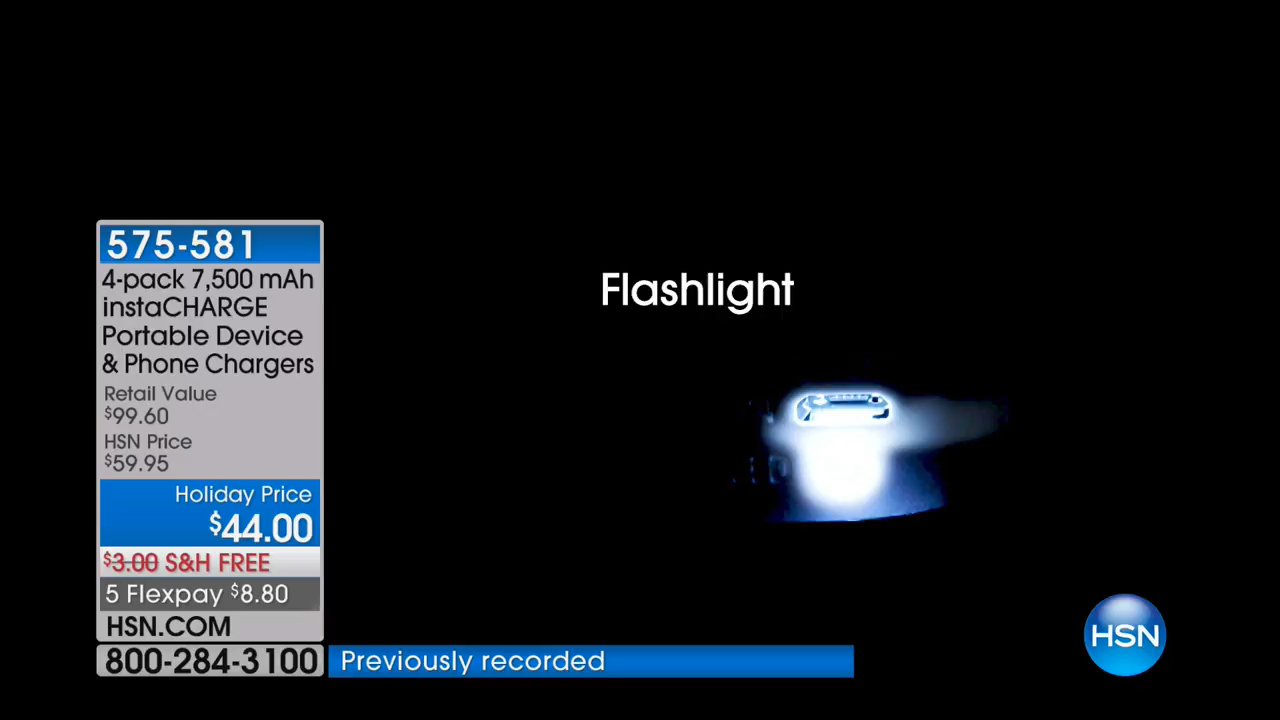 575-581
4-pack 7,500 mAh
instaCHARGE
Portable Device
& Phone Chargers
Retail Value
$99.60
HSN Price
$59.95
Holiday Price
$44.00
$3.00 S&H FREE
5 Flexpay $8.80
HSN.COM
800-284-3100
Previously recorded
Flashlight
HSN